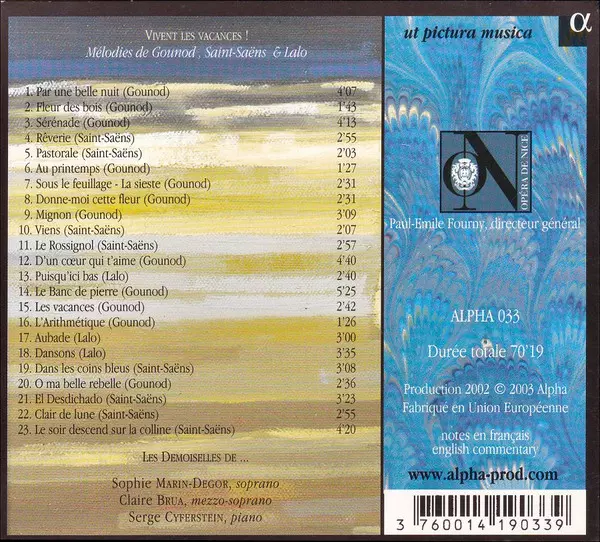 VIVENT LES VACANCES !
Mélodies de Gounod, Saint-Saëns & Lalo
1. Par une belle nuit (Gounod) 4'07
2. Fleur des bois (Gounod) 1'43
3. Sérénade (Gounod) 4'13
4. Rêverie (Saint-Saëns) 2'55
5. Pastorale (Saint-Saëns) 2'03
6. Au printemps (Gounod) 1'27
7. Sous le feuillage - La sieste (Gounod) 2'31
8. Donne-moi cette fleur (Gounod) 2'31
9. Mignon (Gounod) 3'09
10. Viens (Saint-Saëns) 2'07
11. Le Rossignol (Saint-Saëns) 2'57
12. D'un cœur qui t'aime (Gounod) 4'40
13. Puisqu'ici bas (Lalo) 4'40
14. Le Banc de pierre (Gounod) 5'25
15. Les vacances (Gounod) 2'42
16. L'Arithmétique (Gounod) 1'26
17. Aubade (Lalo) 3'00
18. Dansons (Lalo) 3'35
19. Dans les coins bleus (Saint-Saëns) 3'08
20. O ma belle rebelle (Gounod) 2'36
21. El Desdichado (Saint-Saëns) 3'23
22. Clair de lune (Saint-Saëns) 2'55
23. Le soir descend sur la colline (Saint-Saëns) 4'20
LES DEMOISELLES DE ...
Sophie MARIN-DEGOR, soprano
Claire BRUA, mezzo-soprano
Serge CYFERSTEIN, piano
ut pictura musica
α
ON
OPÉRA DE NICE
Paul-Emile Fourny, directeur général
ALPHA 033
Durée totale 70'19
Production 2002 © 2003 Alpha
Fabriqué en Union Européenne
notes en français
english commentary
www.alpha-prod.com
3 760014 190339